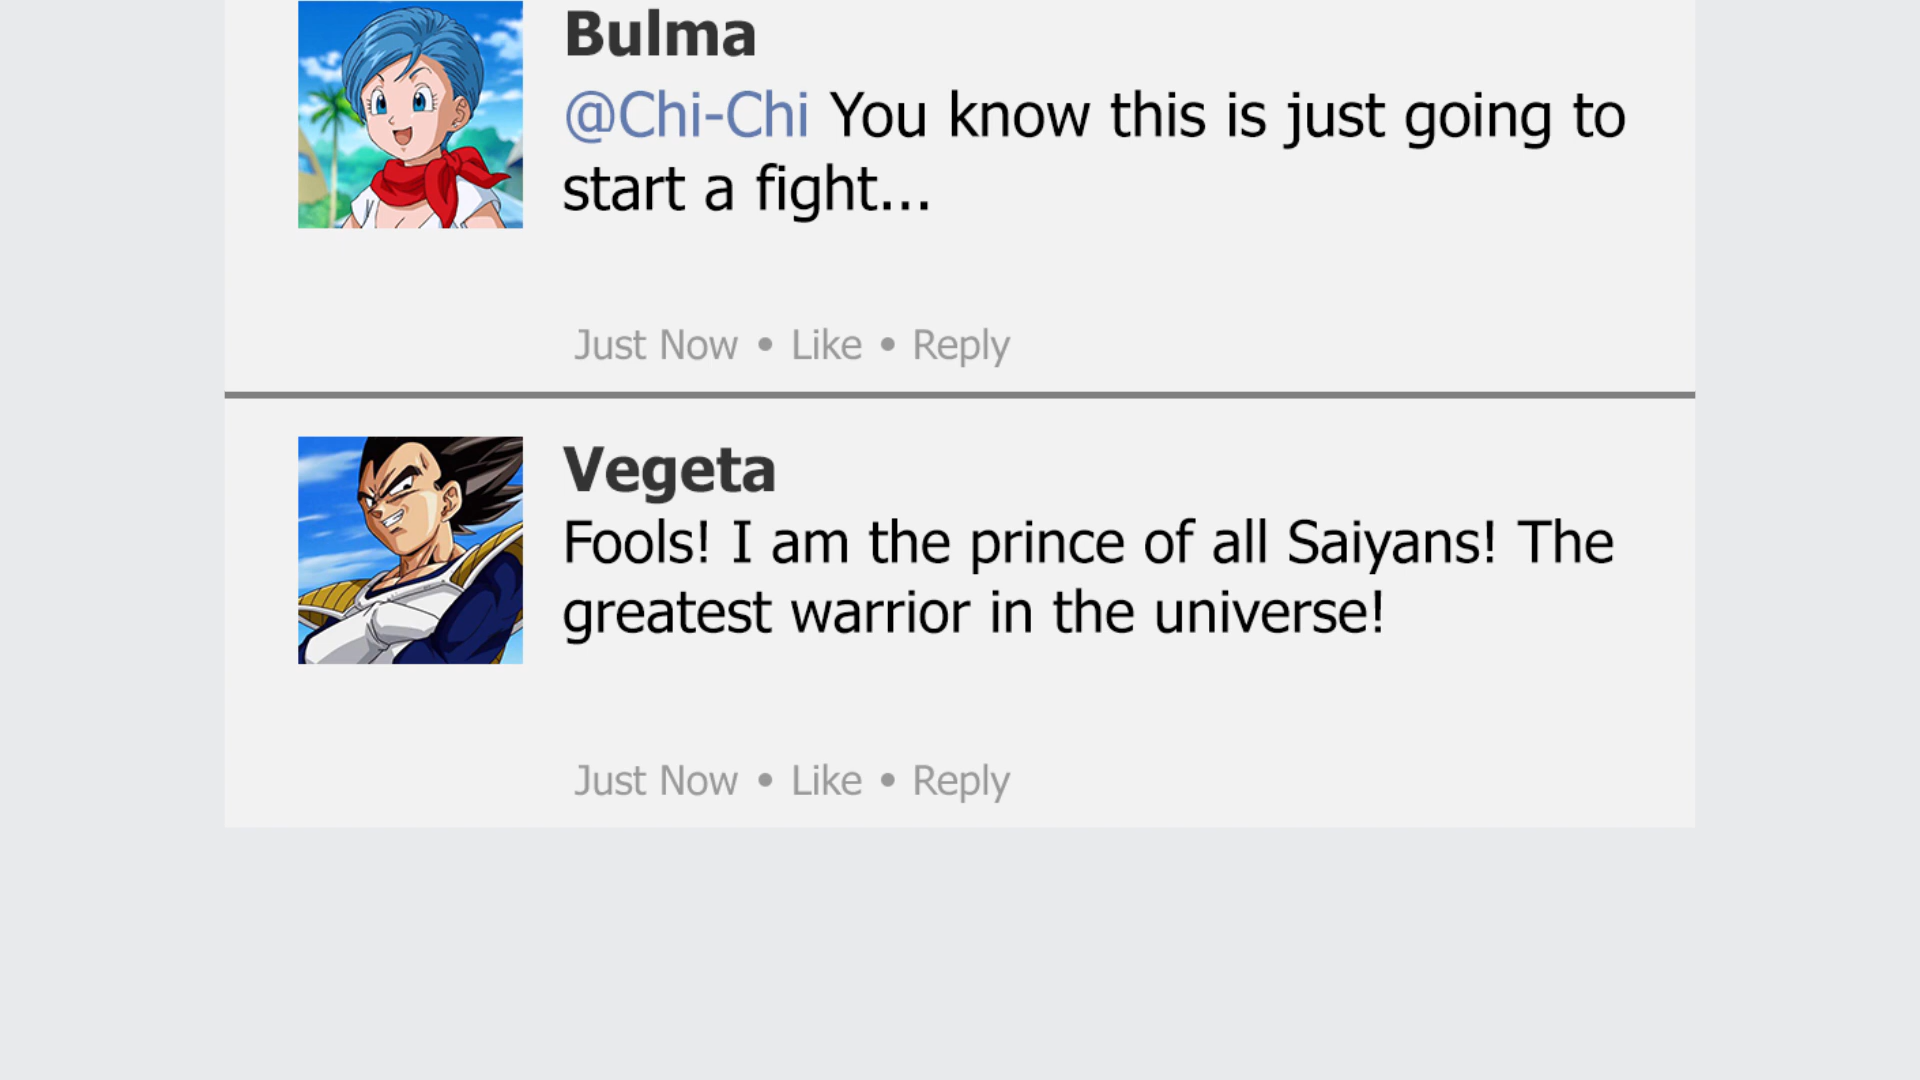 Bulma
@Chi-Chi You know this is just going to
start a fight...
Just Now • Like • Reply
Vegeta
Fools! I am the prince of all Saiyans! The
greatest warrior in the universe!
Just Now • Like • Reply